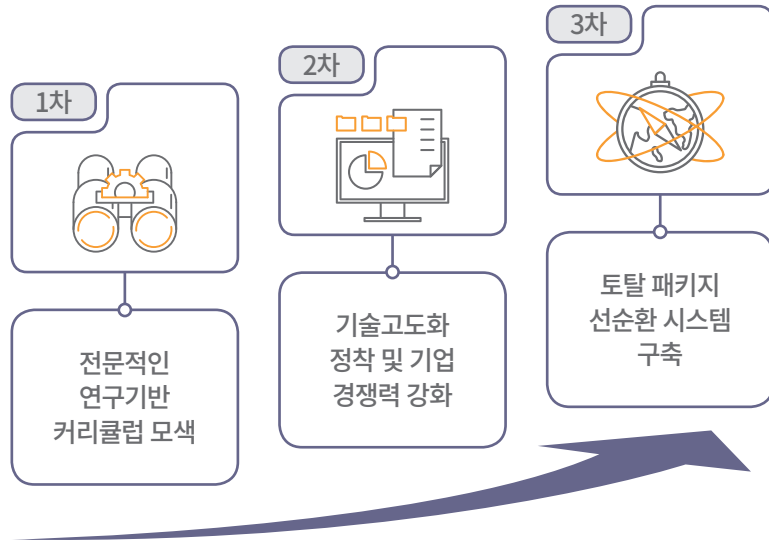 1차
전문적인
연구기반
커리큘럽 모색
2차
기술고도화
정착 및 기업
경쟁력 강화
3차
토탈 패키지
선순환 시스템
구축